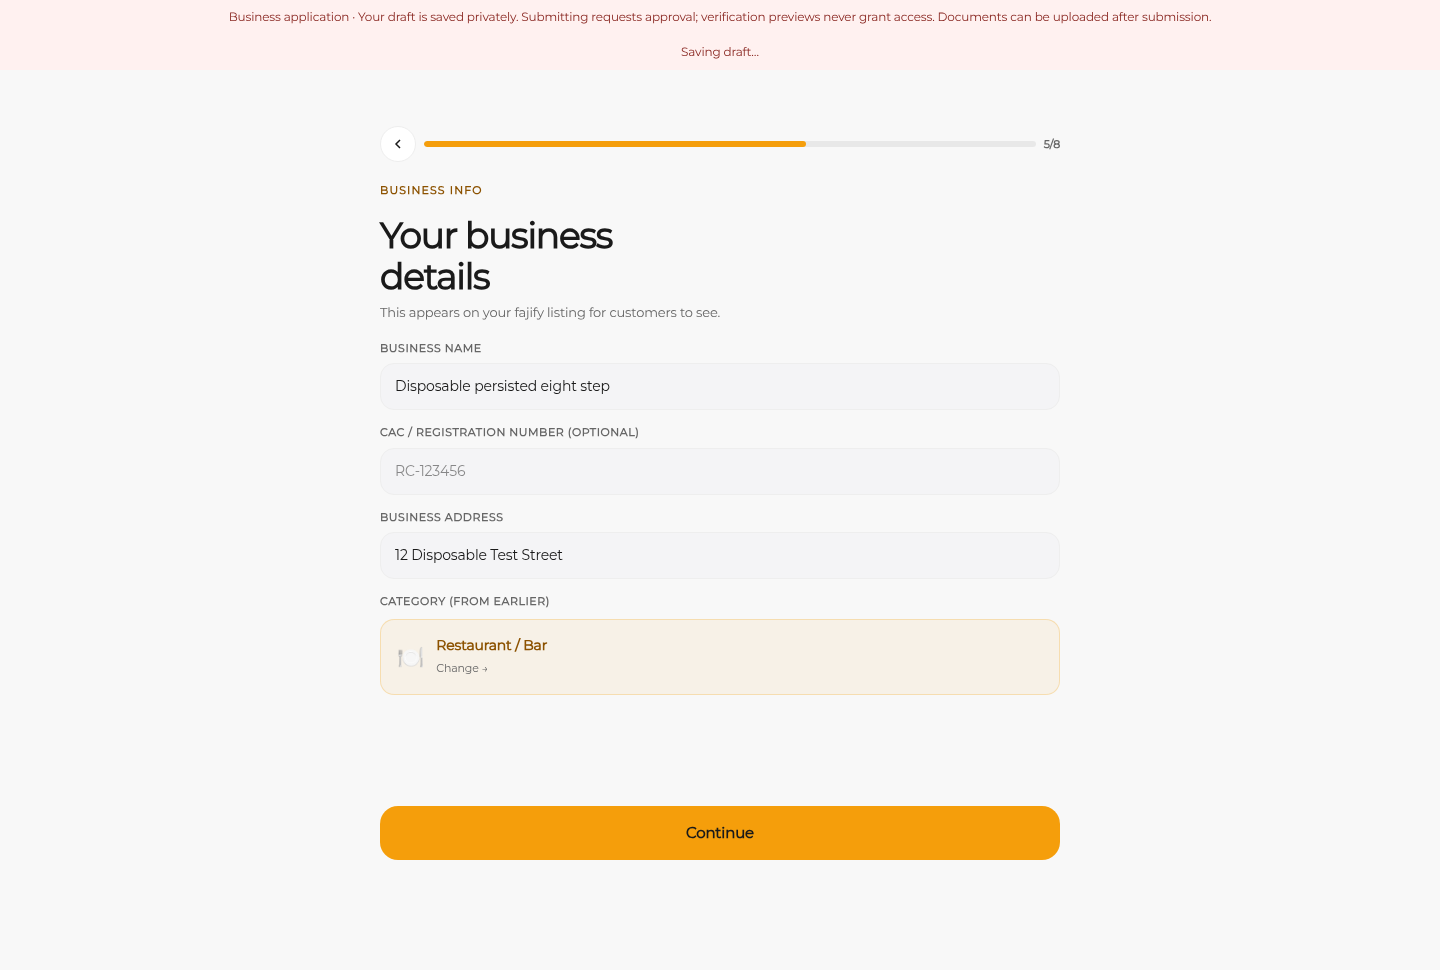 Business application · Your draft is saved privately. Submitting requests approval; verification previews never grant access. Documents can be uploaded after submission.
Saving draft...
5/8
BUSINESS INFO
Your business
details
This appears on your fajify listing for customers to see.
BUSINESS NAME
Disposable persisted eight step
CAC / REGISTRATION NUMBER (OPTIONAL)
RC-123456
BUSINESS ADDRESS
12 Disposable Test Street
CATEGORY (FROM EARLIER)
Restaurant / Bar
Change →
Continue